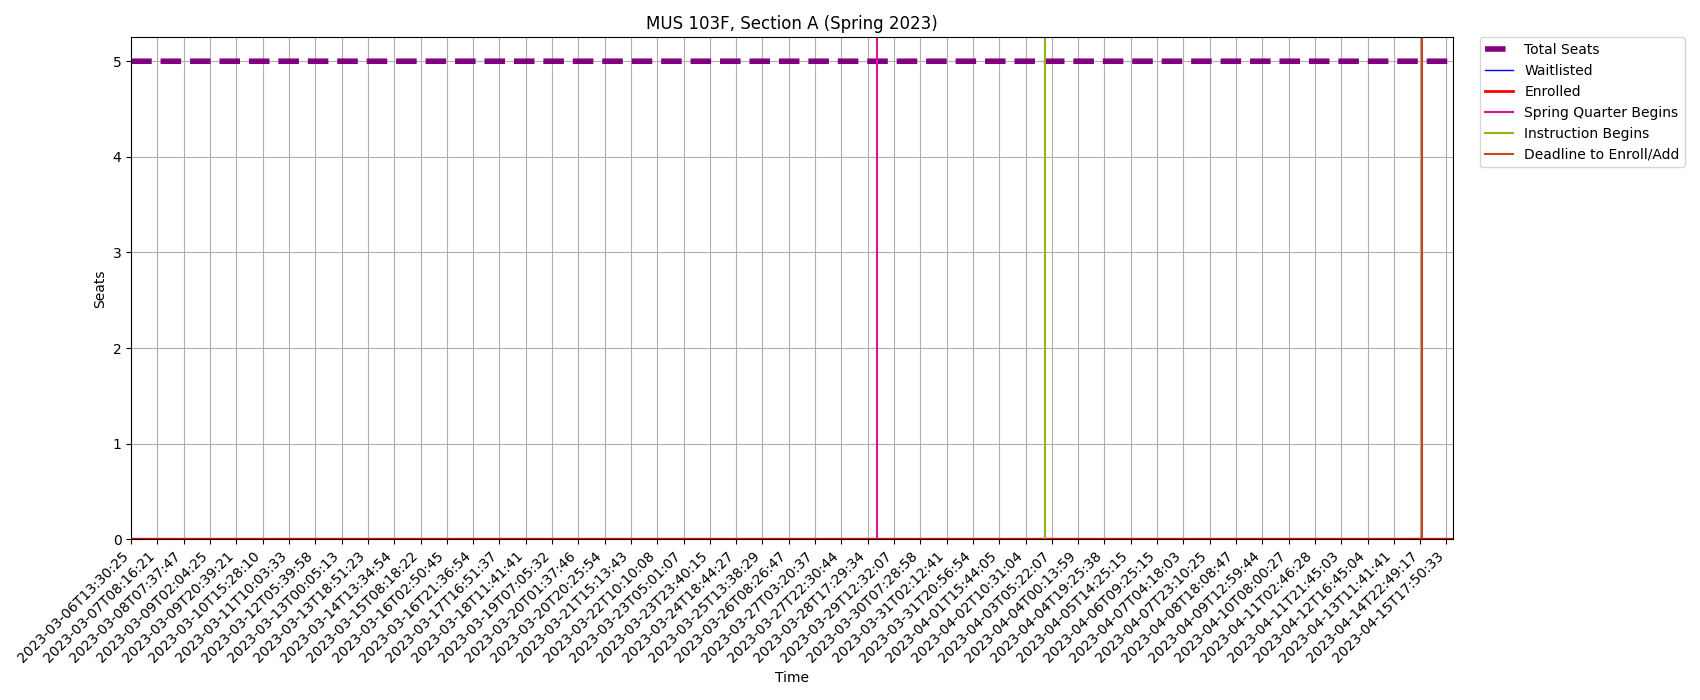 MUS 103F, Section A (Spring 2023)
Total Seats
Waitlisted
Enrolled
Spring Quarter Begins
Instruction Begins
Deadline to Enroll/Add
5
4
3
2
1
0
Seats
2023-03-06T13:30:25
2023-03-07T08:16:21
2023-03-08T07:37:47
2023-03-09T02:04:25
2023-03-09T20:39:21
2023-03-10T15:28:10
2023-03-11T10:03:33
2023-03-12T05:39:58
2023-03-13T00:05:13
2023-03-13T18:51:23
2023-03-14T13:34:54
2023-03-15T08:18:22
2023-03-16T02:50:45
2023-03-16T21:36:54
2023-03-17T16:51:37
2023-03-18T11:41:41
2023-03-19T07:05:32
2023-03-20T01:37:46
2023-03-20T20:25:54
2023-03-21T15:13:43
2023-03-22T10:10:08
2023-03-23T05:01:07
2023-03-23T23:40:15
2023-03-24T18:44:27
2023-03-25T13:38:29
2023-03-26T08:26:47
2023-03-27T03:20:37
2023-03-27T22:30:44
2023-03-28T17:29:34
2023-03-29T12:32:07
2023-03-30T07:28:58
2023-03-31T02:12:41
2023-03-31T20:56:54
2023-04-01T15:44:05
2023-04-02T10:31:04
2023-04-03T05:22:07
2023-04-04T00:13:59
2023-04-04T19:25:38
2023-04-05T14:25:15
2023-04-06T09:25:15
2023-04-07T04:18:03
2023-04-07T23:10:25
2023-04-08T18:08:47
2023-04-09T12:59:44
2023-04-10T08:00:27
2023-04-11T02:46:28
2023-04-11T21:45:03
2023-04-12T16:45:04
2023-04-13T11:41:41
2023-04-14T22:49:17
2023-04-15T17:50:33
Time